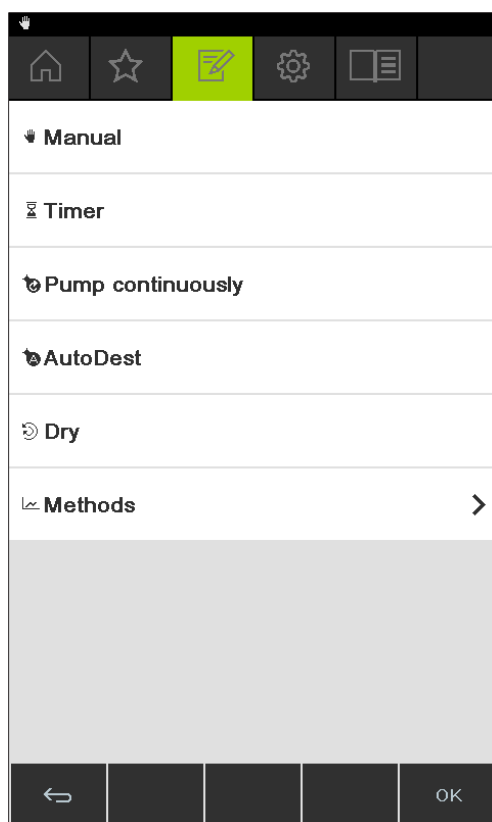 Manual
Timer
Pump continuously
AutoDest
Dry
Methods
OK